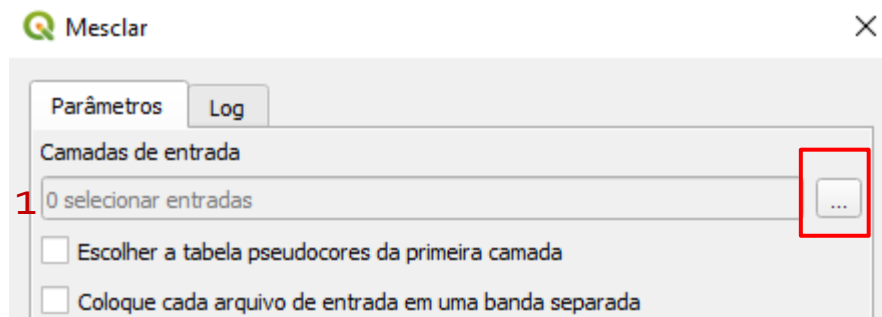 Mesclar
Parâmetros Log
Camadas de entrada
1 0 selecionar entradas ...
Escolher a tabela pseudocores da primeira camada
Coloque cada arquivo de entrada em uma banda separada